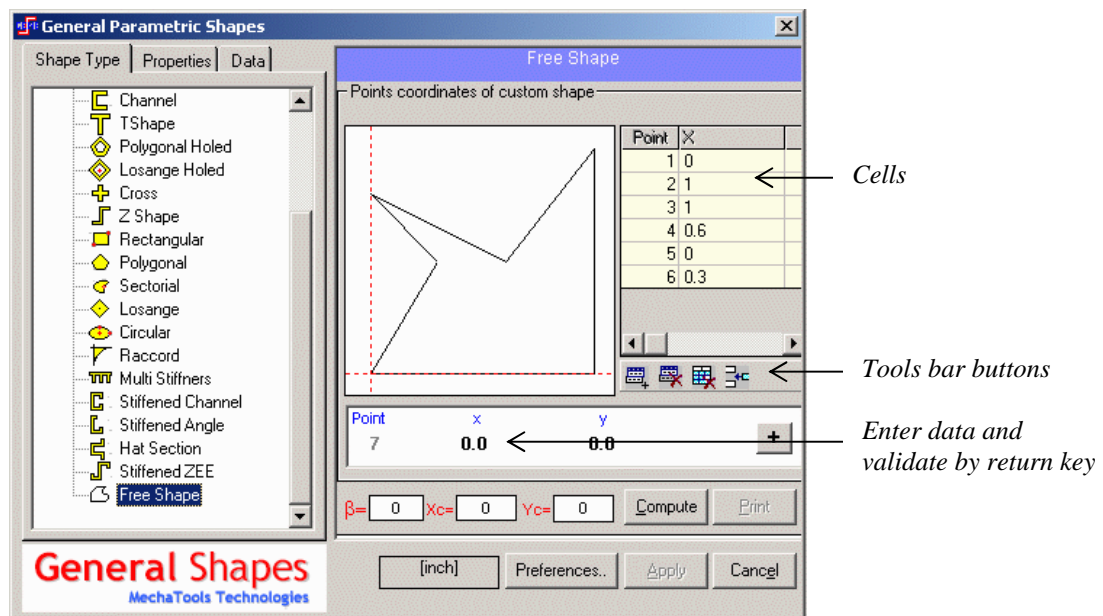 General Parametric Shapes
Shape Type Properties Data
Channel
TShape
Polygonal Holed
Losange Holed
Cross
Z Shape
Rectangular
Polygonal
Sectorial
Losange
Circular
Raccord
Multi Stiffners
Stiffened Channel
Stiffened Angle
Hat Section
Stiffened ZEE
Free Shape
General Shapes
MechaTools Technologies
Free Shape
Points coordinates of custom shape
Point X
1 0
2 1
3 1
4 0.6
5 0
6 0.3
Point x y
7 0.0 0.0 +
β= 0 Xc= 0 Yc= 0 Compute Print
[inch] Preferences.. Apply Cancel
Cells
Tools bar buttons
Enter data and
validate by return key